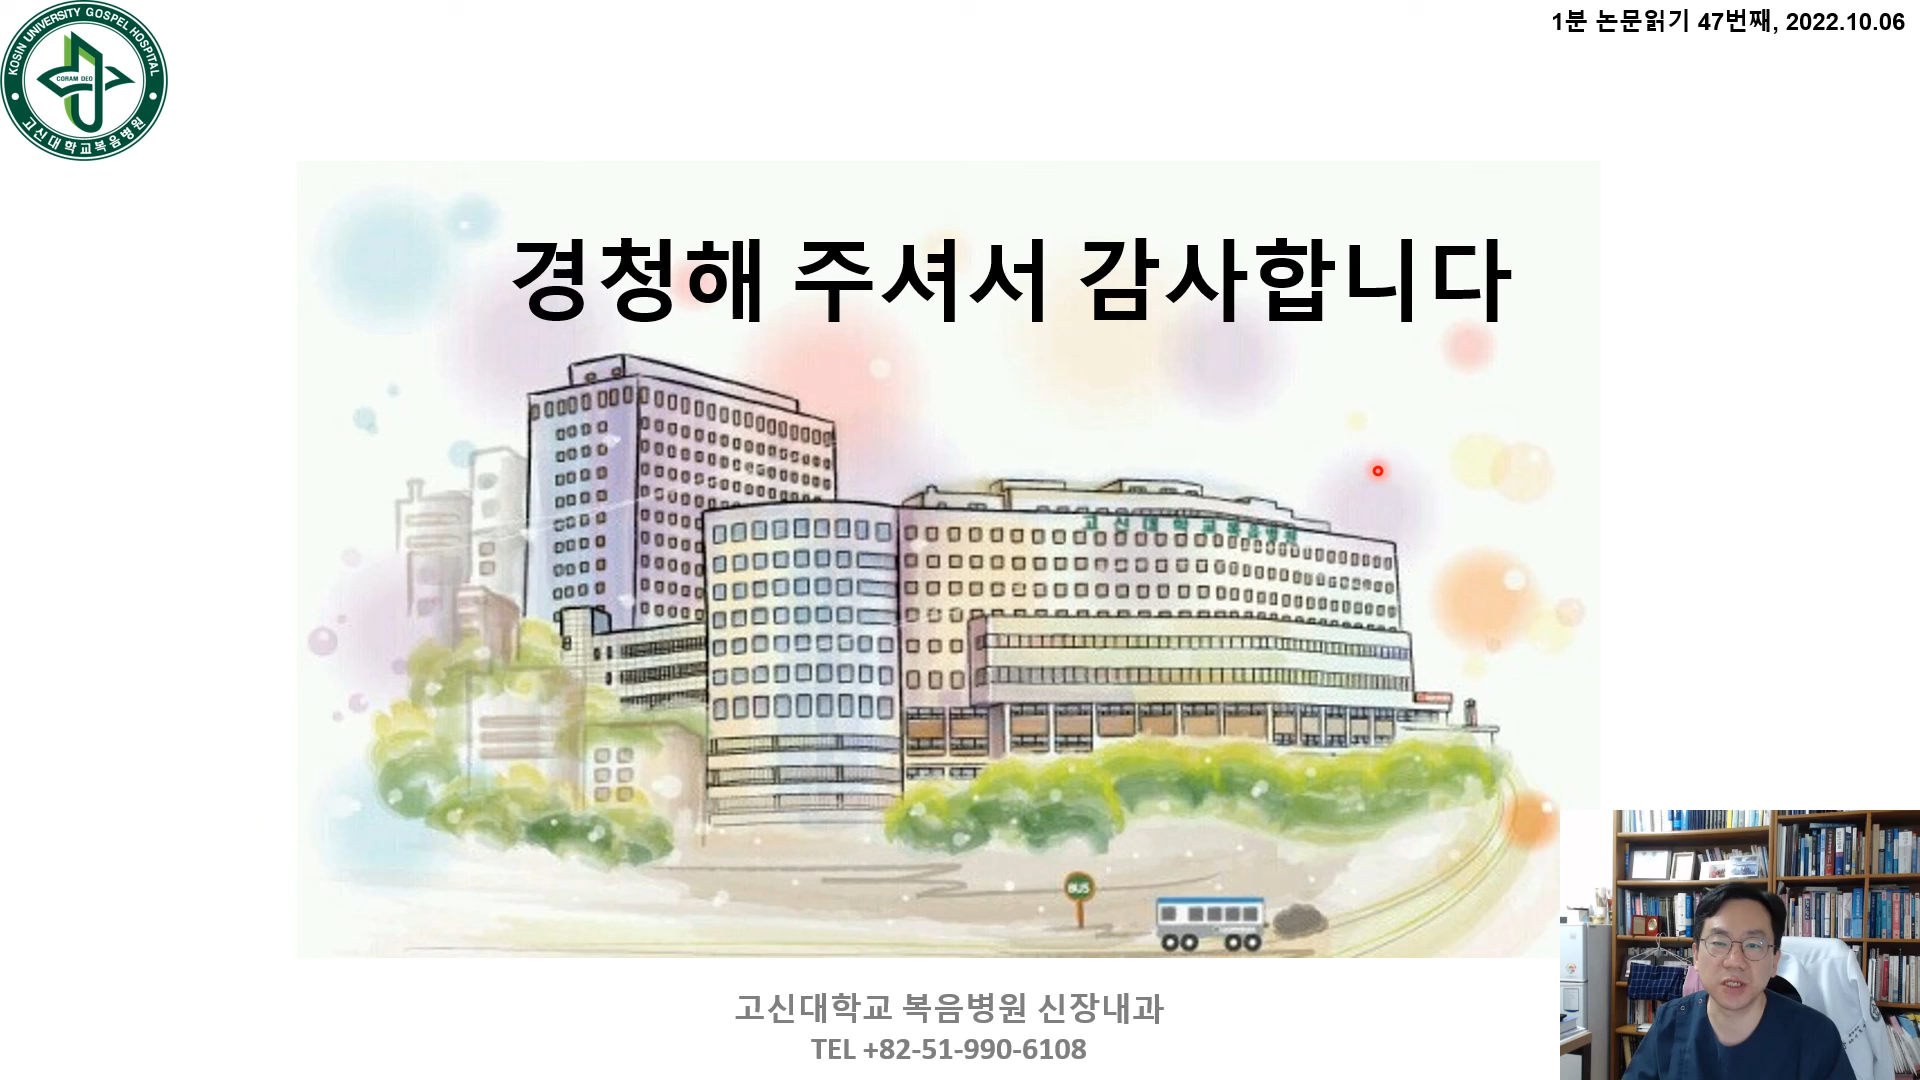 KOSIN UNIVERSITY GOSPEL HOSPITAL
CORAM DEO
고신대학교복음병원
1분 논문읽기 47번째, 2022.10.06
경청해 주셔서 감사합니다
고신대학교복음병원
BUS
고신대학교 복음병원 신장내과
TEL +82-51-990-6108